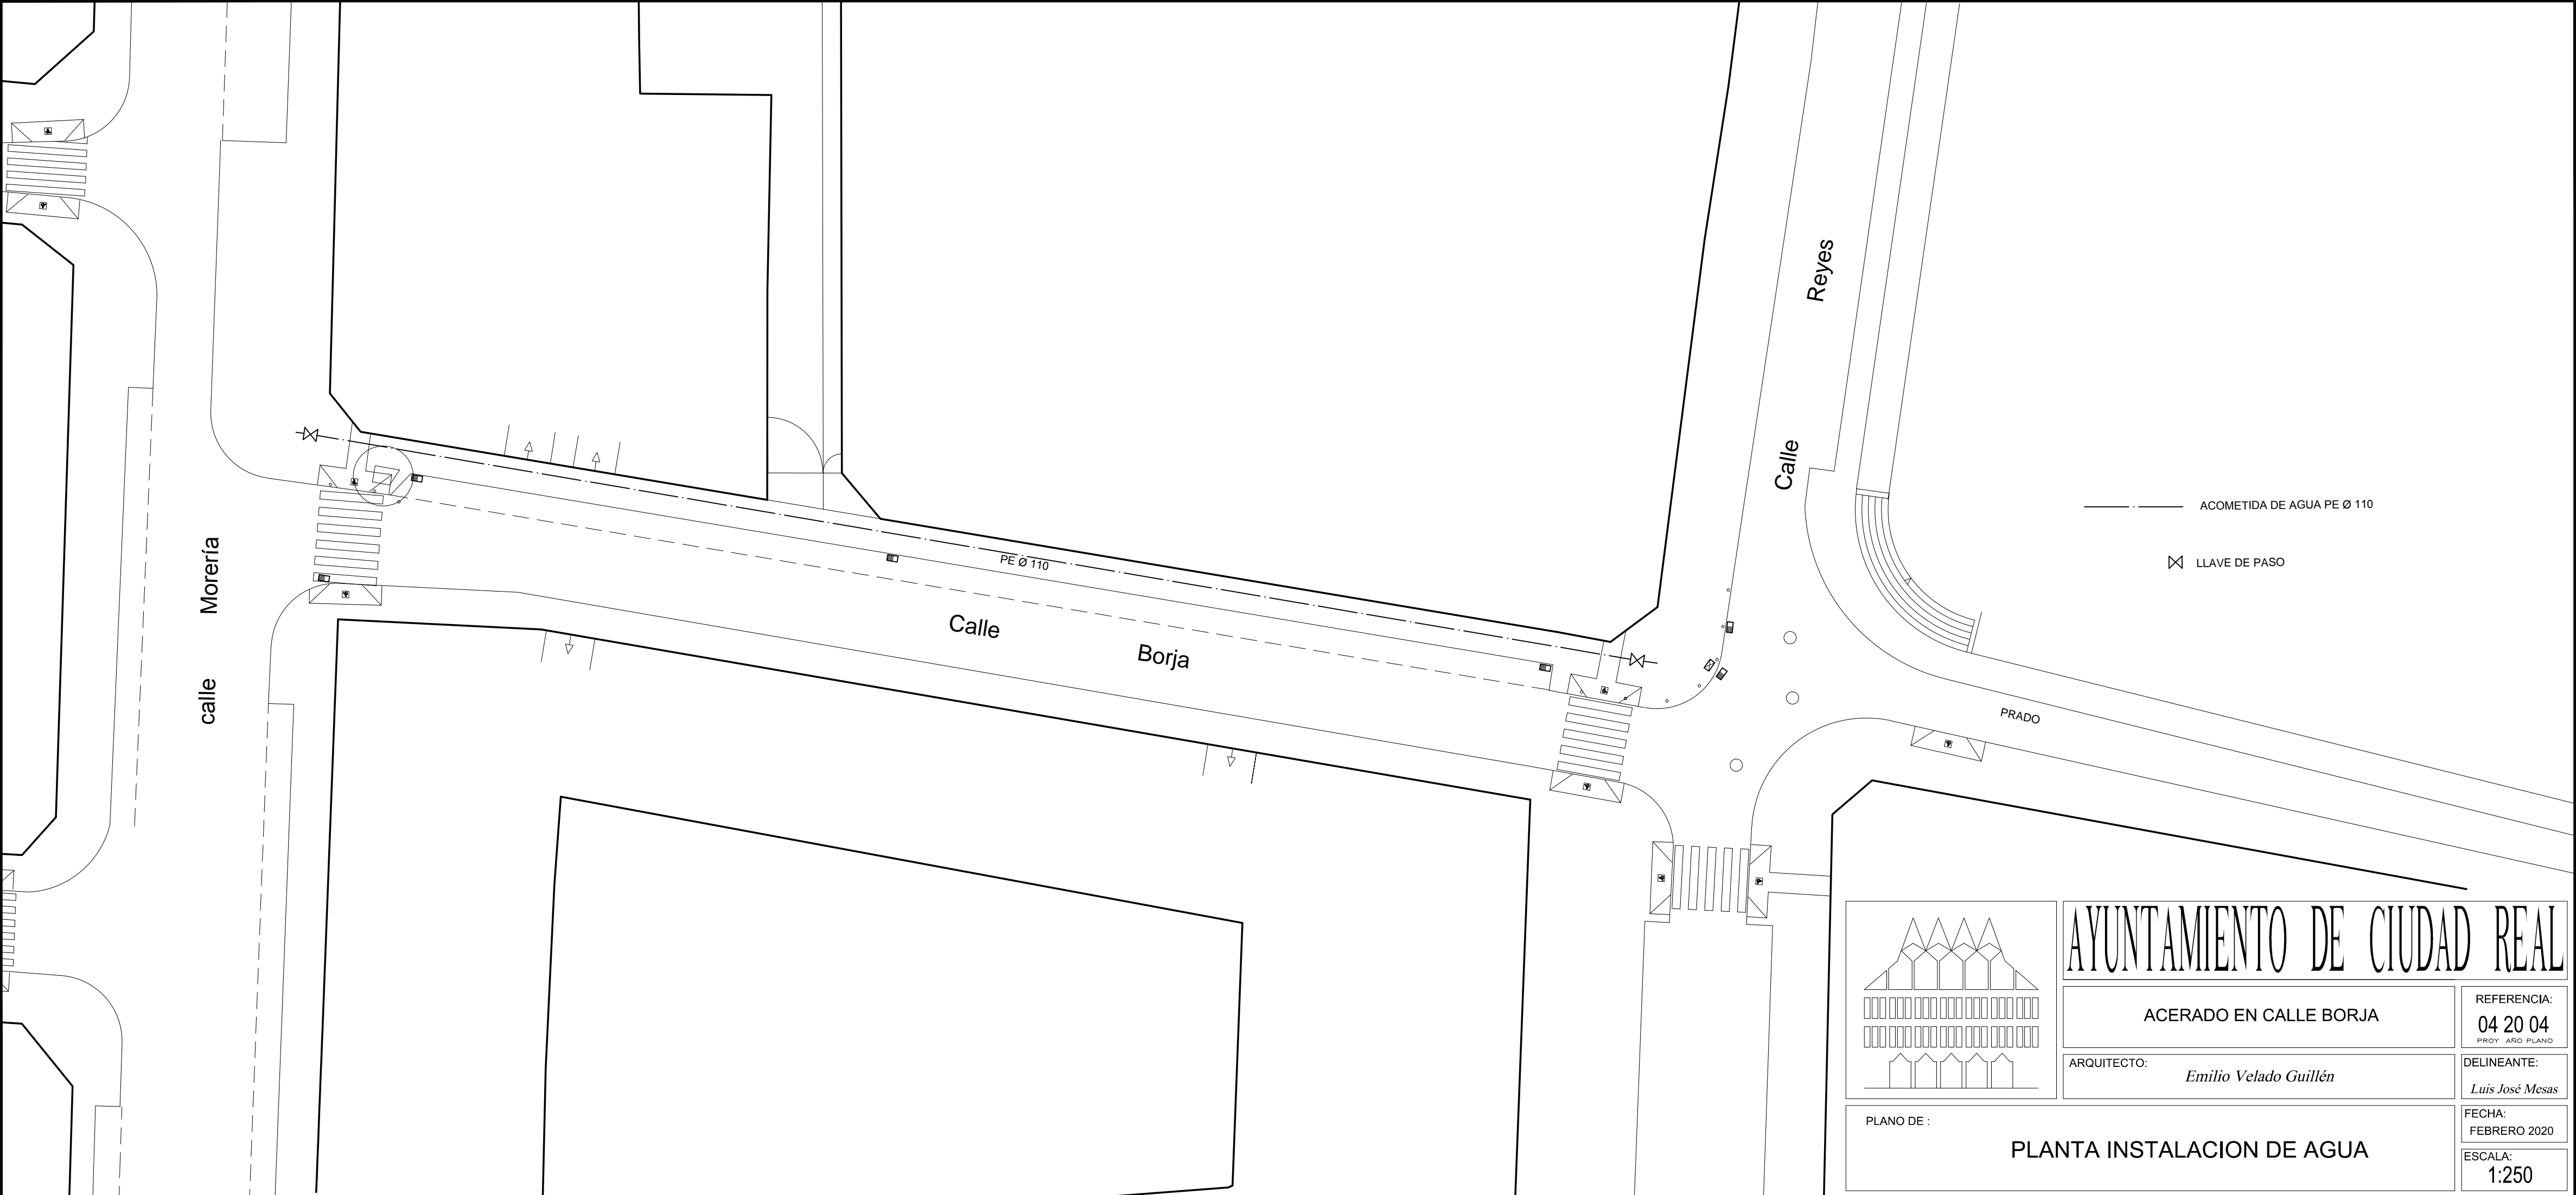 Reyes
Calle
ACOMETIDA DE AGUA PE Ø 110
LLAVE DE PASO
calle Morería
PE Ø 110
Calle Borja
PRADO
AYUNTAMIENTO DE CIUDAD REAL
ACERADO EN CALLE BORJA
REFERENCIA:
04 20 04
PROY AÑO PLANO
ARQUITECTO:
Emilio Velado Guillén
DELINEANTE:
Luis José Mesas
PLANO DE :
PLANTA INSTALACION DE AGUA
FECHA:
FEBRERO 2020
ESCALA:
1:250